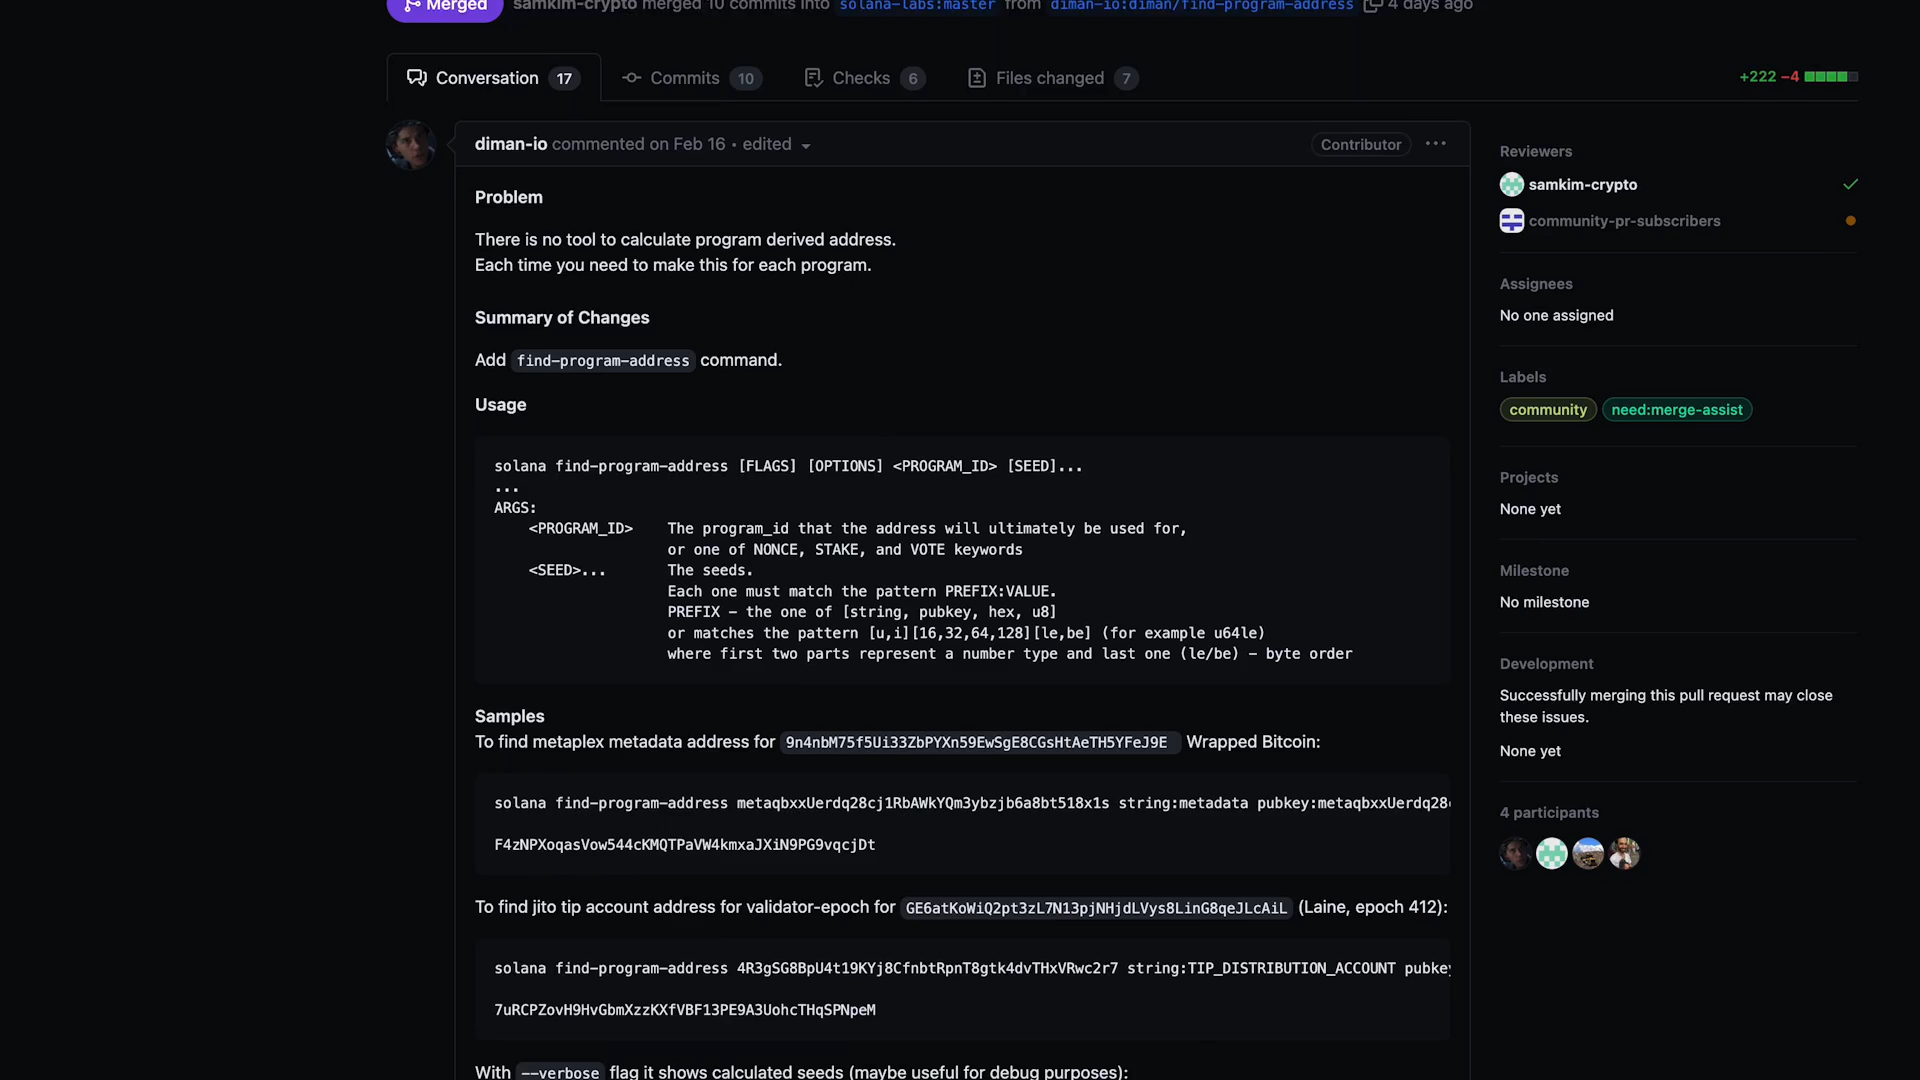 Merged samkim-crypto merged 10 commits into solana-labs:master from diman-io:diman/find-program-address 4 days ago
Conversation 17 Commits 10 Checks 6 Files changed 7 +222 −4
diman-io commented on Feb 16 • edited Contributor
Problem
There is no tool to calculate program derived address.
Each time you need to make this for each program.
Summary of Changes
Add find-program-address command.
Usage
solana find-program-address [FLAGS] [OPTIONS] <PROGRAM_ID> [SEED]...
...
ARGS:
<PROGRAM_ID> The program_id that the address will ultimately be used for,
or one of NONCE, STAKE, and VOTE keywords
<SEED>... The seeds.
Each one must match the pattern PREFIX:VALUE.
PREFIX - the one of [string, pubkey, hex, u8]
or matches the pattern [u,i][16,32,64,128][le,be] (for example u64le)
where first two parts represent a number type and last one (le/be) - byte order
Samples
To find metaplex metadata address for 9n4nbM75f5Ui33ZbPYXn59EwSgE8CGsHtAeTH5YFeJ9E Wrapped Bitcoin:
solana find-program-address metaqbxxUerdq28cj1RbAWkYQm3ybzjb6a8bt518x1s string:metadata pubkey:metaqbxxUerdq28
F4zNPXoqasVow544cKMQTPaVW4kmxaJXiN9PG9vqcjDt
To find jito tip account address for validator-epoch for GE6atKoWiQ2pt3zL7N13pjNHjdLVys8LinG8qeJLcAiL (Laine, epoch 412):
solana find-program-address 4R3gSG8BpU4t19KYj8CfnbtRpnT8gtk4dvTHxVRwc2r7 string:TIP_DISTRIBUTION_ACCOUNT pubkey
7uRCPZovH9HvGbmXzzKXfVBF13PE9A3UohcTHqSPNpeM
With --verbose flag it shows calculated seeds (maybe useful for debug purposes):
Reviewers
samkim-crypto
community-pr-subscribers
Assignees
No one assigned
Labels
community need:merge-assist
Projects
None yet
Milestone
No milestone
Development
Successfully merging this pull request may close
these issues.
None yet
4 participants